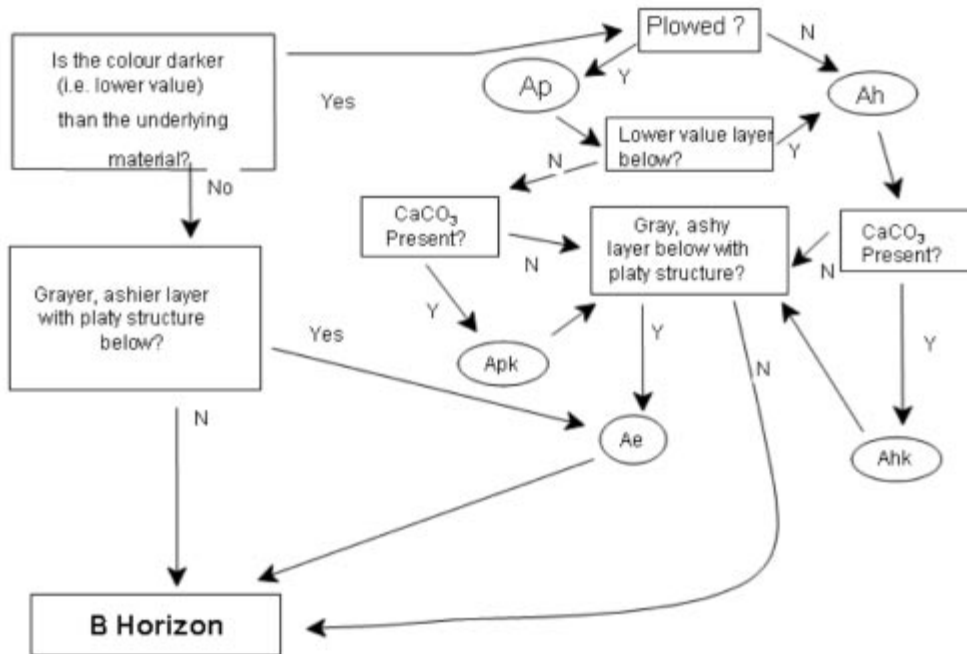 Is the colour darker
(i.e. lower value)
than the underlying
material?
Yes
No
Plowed ?
N
Y
Ap
Ah
Lower value layer
below?
N
Y
CaCO₃
Present?
N
Y
Gray, ashy
layer below with
platy structure?
CaCO₃
Present?
N
Y
Grayer, ashier layer
with platy structure
below?
Yes
N
Apk
Y
N
Ae
Ahk
B Horizon